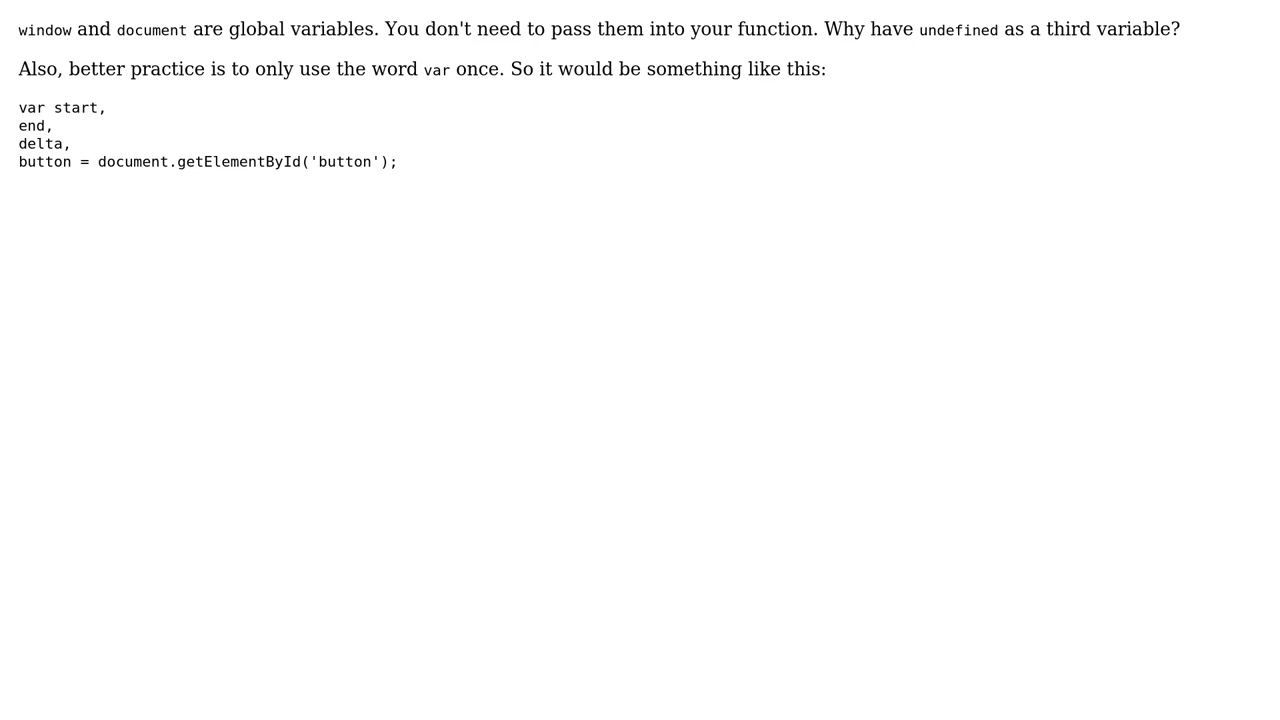 window and document are global variables. You don't need to pass them into your function. Why have undefined as a third variable?
Also, better practice is to only use the word var once. So it would be something like this:
var start,
end,
delta,
button = document.getElementById('button');